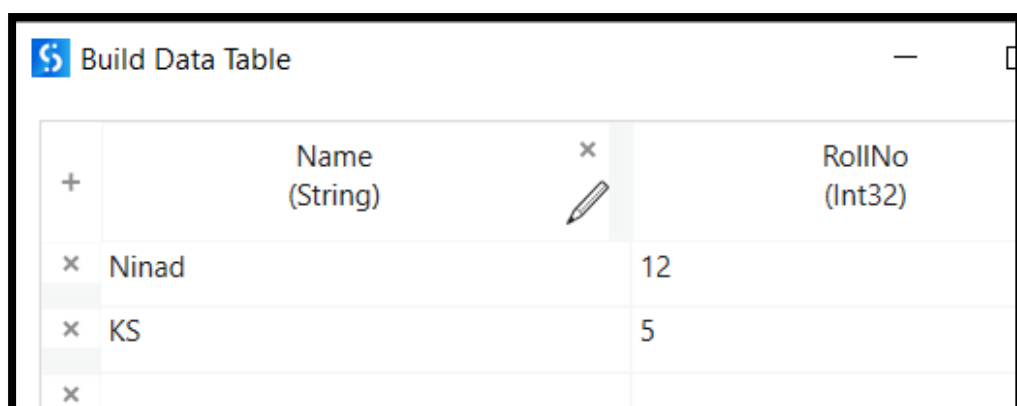 Build Data Table
Name
(String)
RollNo
(Int32)
Ninad 12
KS 5